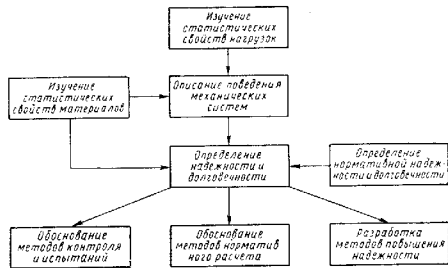 Изучение
статистических
свойств нагрузок
Изучение
статистических
свойств материалов
Описание поведения
механических
систем
Определение
надежности и
долговечности
Определение
нормативной надеж-
ности и долговечности
Обоснование
методов контроля
и испытаний
Обоснование
методов норматив
ного расчета
Разработка
методов повышения
надежности